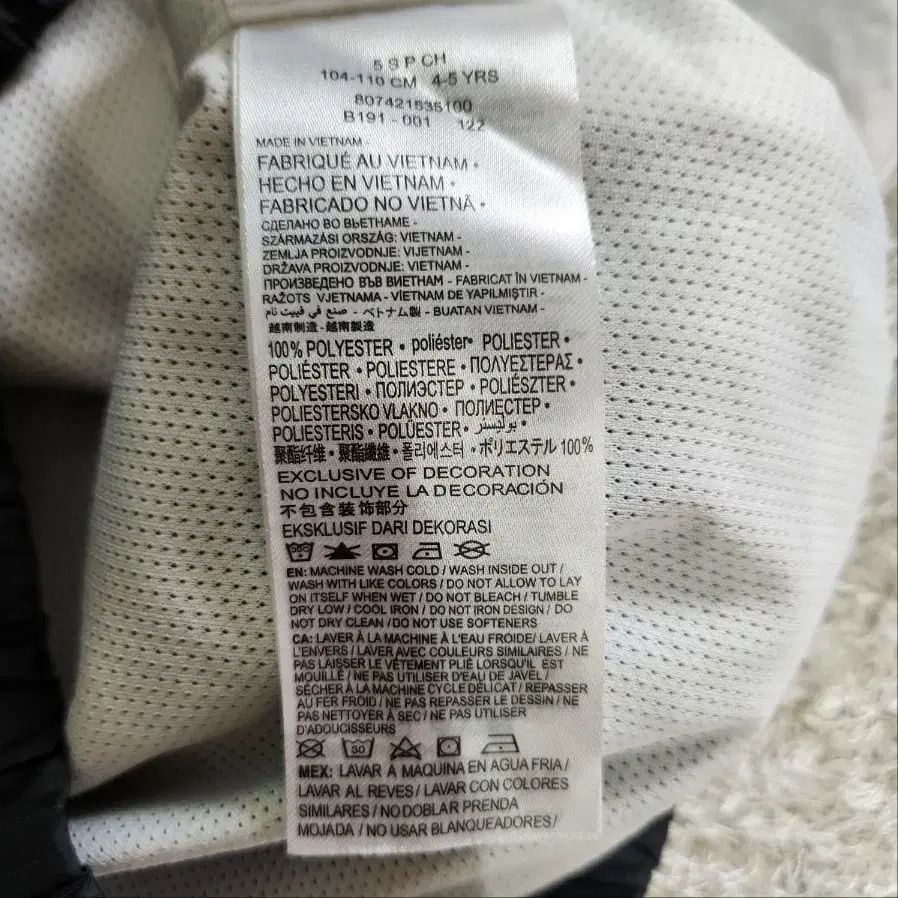 5 S P CH
104-110 CM 4-5 YRS
807421535100
B191 - 001 122
MADE IN VIETNAM -
FABRIQUÉ AU VIETNAM •
HECHO EN VIETNAM •
FABRICADO NO VIETNÃ •
СДЕЛАНО ВО ВЬЕТНАМЕ -
SZÁRMAZÁSI ORSZÁG: VIETNAM -
ZEMLJA PROIZVODNJE: VIJETNAM -
DRŽAVA PROIZVODNJE: VIETNAM -
ПРОИЗВЕДЕНО ВЪВ ВИЕТНАМ - FABRICAT ÎN VIETNAM -
RAŽOTS VJETNAMA - VİETNAM DE YAPILMIŞTIR -
صنع في فييت نام - ベトナム製 - BUATAN VIETNAM -
越南制造 - 越南製造
100% POLYESTER • poliéster• POLIESTER •
POLIÉSTER • POLIESTERE • ΠΟΛΥΕΣΤΕΡΑΣ •
POLYESTERI • ПОЛИЭСТЕР • POLIÉSZTER •
POLIESTERSKO VLAKNO • ПОЛИЕСТЕР •
POLIESTERIS • POLUESTER • بوليستر •
聚酯纤维 • 聚酯纖維 • 폴리에스터 • ポリエステル 100%
EXCLUSIVE OF DECORATION
NO INCLUYE LA DECORACIÓN
不包含装饰部分
EKSKLUSIF DARI DEKORASI
EN: MACHINE WASH COLD / WASH INSIDE OUT /
WASH WITH LIKE COLORS / DO NOT ALLOW TO LAY
ON ITSELF WHEN WET / DO NOT BLEACH / TUMBLE
DRY LOW / COOL IRON / DO NOT IRON DESIGN / DO
NOT DRY CLEAN / DO NOT USE SOFTENERS
CA: LAVER À LA MACHINE À L'EAU FROIDE/ LAVER À
L'ENVERS / LAVER AVEC COULEURS SIMILAIRES / NE
PAS LAISSER LE VÊTEMENT PLIÉ LORSQU'IL EST
MOUILLÉ / NE PAS UTILISER D'EAU DE JAVEL /
SÉCHER À LA MACHINE CYCLE DÉLICAT / REPASSER
AU FER FROID / NE PAS REPASSER LE DESSIN / NE
PAS NETTOYER À SEC / NE PAS UTILISER
D'ADOUCISSEURS
30
MEX: LAVAR A MAQUINA EN AGUA FRIA /
LAVAR AL REVES / LAVAR CON COLORES
SIMILARES / NO DOBLAR PRENDA
MOJADA / NO USAR BLANQUEADORES/